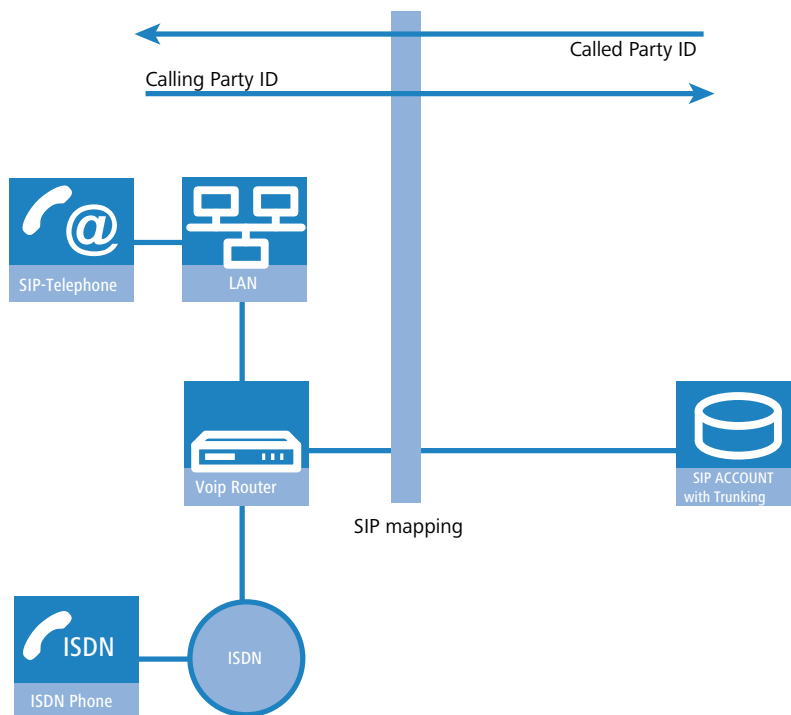 Called Party ID
Calling Party ID
@
SIP-Telephone
LAN
Voip Router
SIP ACCOUNT
with Trunking
SIP mapping
ISDN
ISDN Phone
ISDN